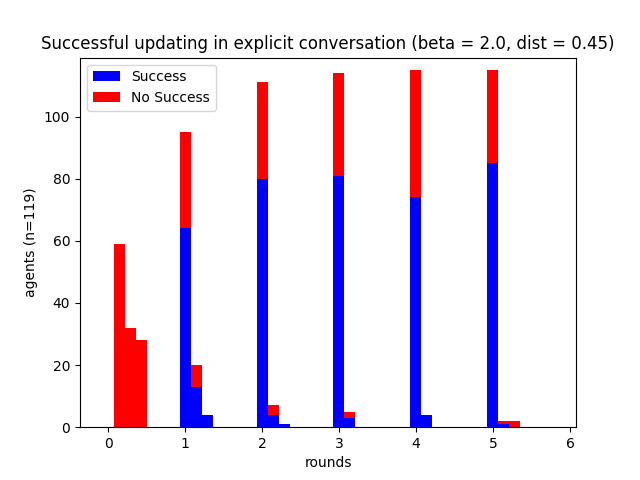 Successful updating in explicit conversation (beta = 2.0, dist = 0.45)
Success
No Success
100
80
60
40
20
0
agents (n=119)
0 1 2 3 4 5 6
rounds